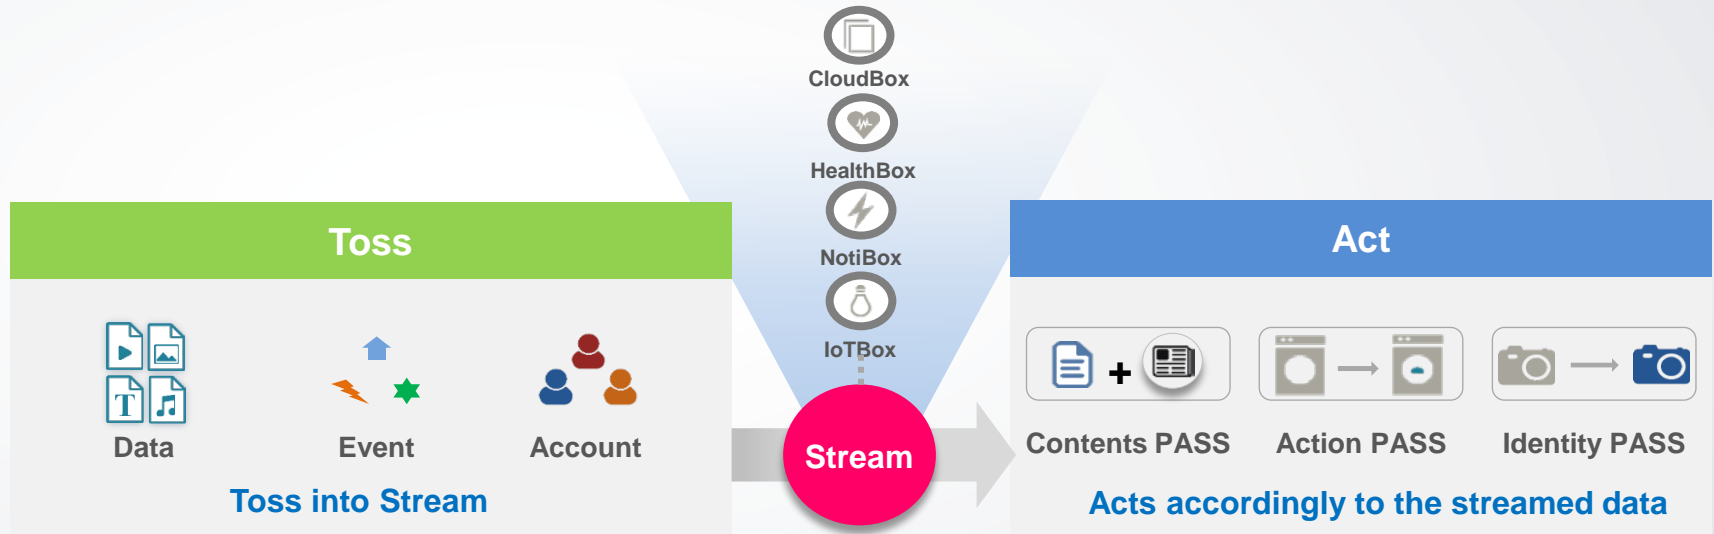 CloudBox
HealthBox
NotiBox
IoTBox
Stream
Toss
T
Data
Event
Account
Toss into Stream
Act
+
Contents PASS
Action PASS
Identity PASS
Acts accordingly to the streamed data